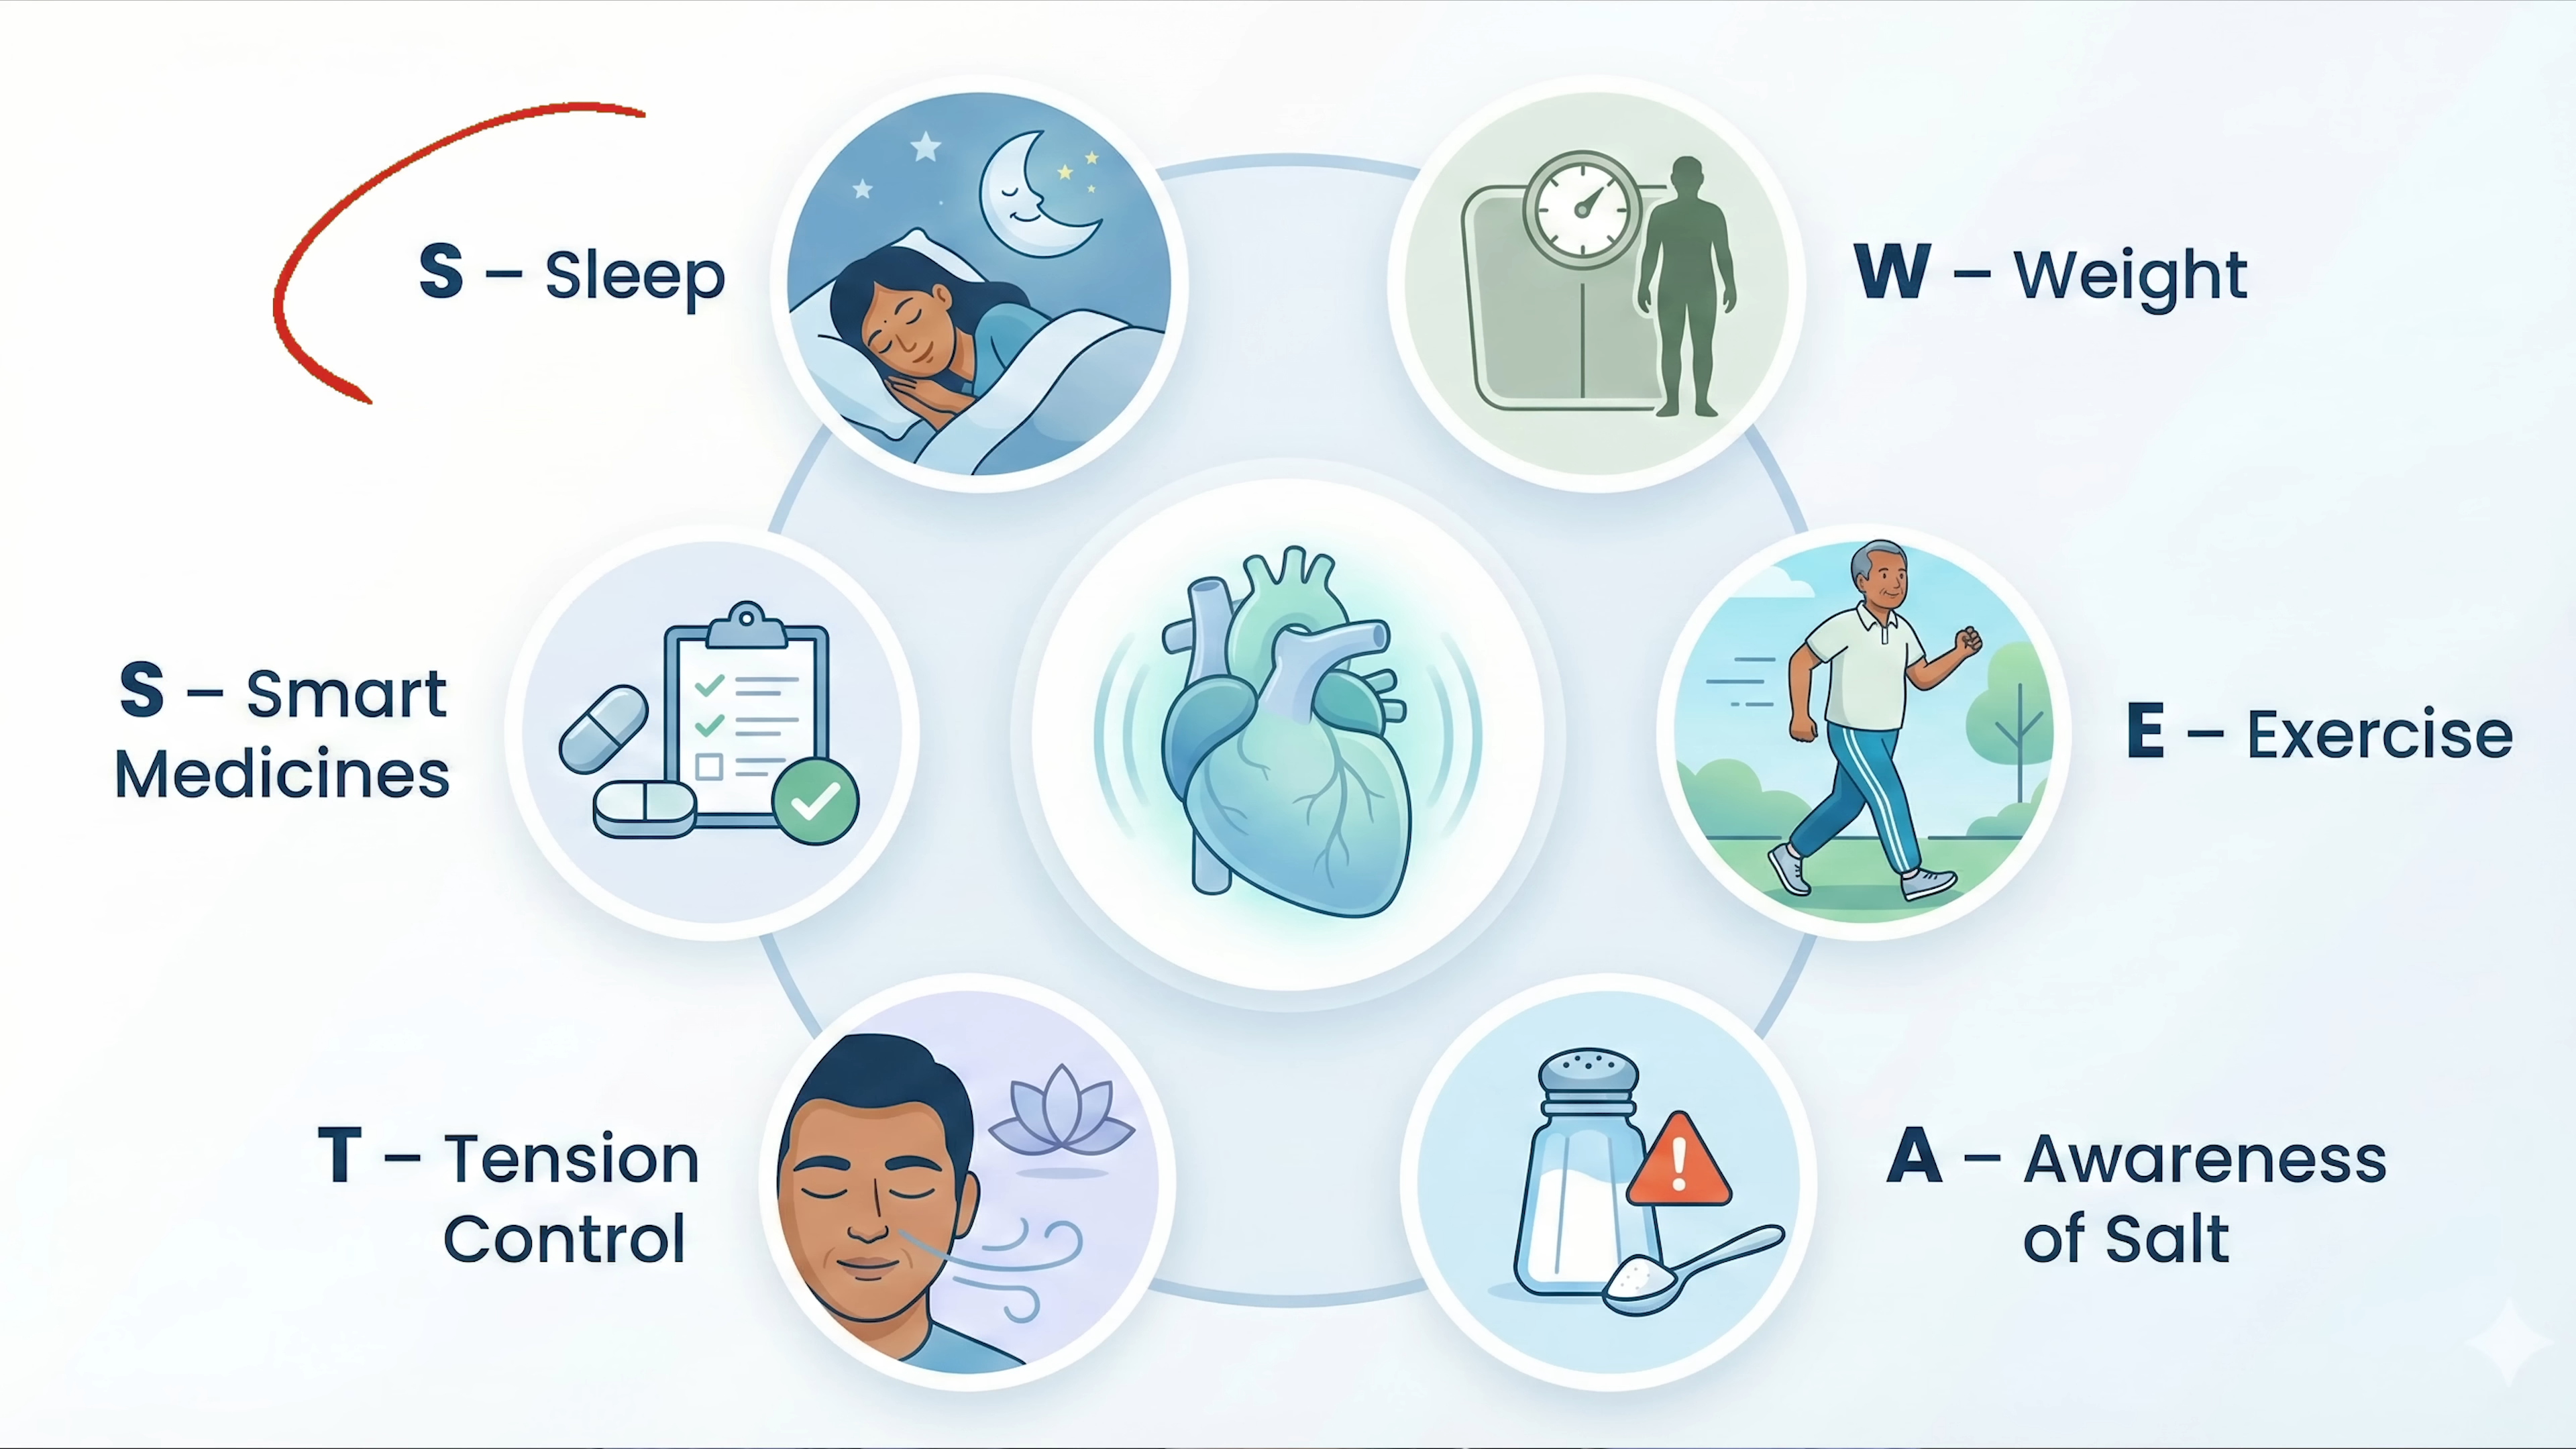 S – Sleep
W – Weight
E – Exercise
A – Awareness
of Salt
T – Tension
Control
S – Smart
Medicines